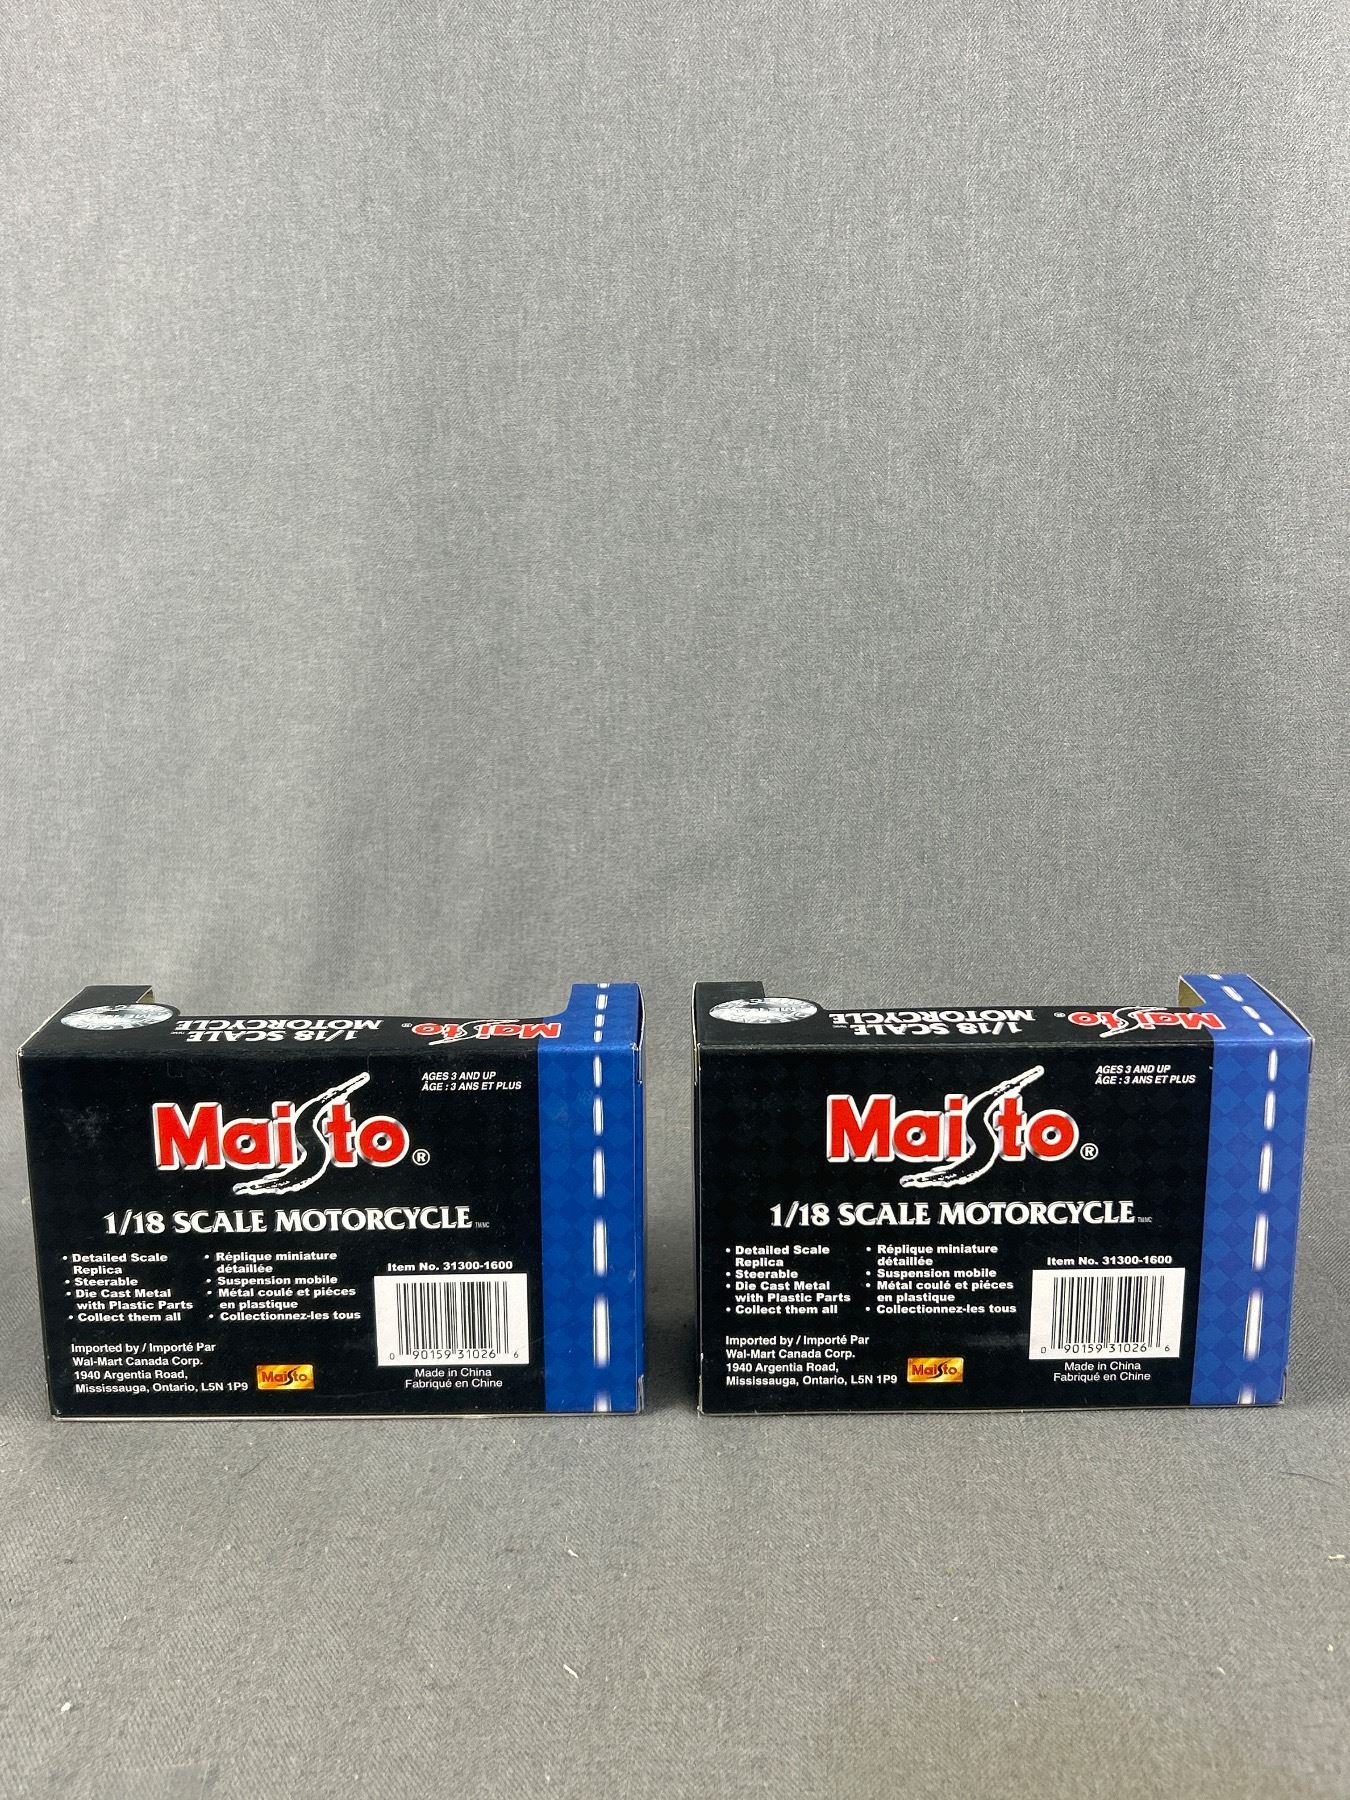 1/18 SCALE
MOTORCYCLE
Maisto®
AGES 3 AND UP
ÂGE : 3 ANS ET PLUS
Maisto®
1/18 SCALE MOTORCYCLE
• Detailed Scale
Replica
• Steerable
• Die Cast Metal
with Plastic Parts
• Collect them all
• Réplique miniature
détaillée
• Suspension mobile
• Métal coulé et piéces
en plastique
• Collectionnez-les tous
Item No. 31300-1600
0 90159 31026 6
Made in China
Fabriqué en Chine
Imported by / Importé Par
Wal-Mart Canada Corp.
1940 Argentia Road,
Mississauga, Ontario, L5N 1P9
Maisto
1/18 SCALE
MOTORCYCLE
Maisto®
AGES 3 AND UP
ÂGE : 3 ANS ET PLUS
Maisto®
1/18 SCALE MOTORCYCLE
• Detailed Scale
Replica
• Steerable
• Die Cast Metal
with Plastic Parts
• Collect them all
• Réplique miniature
détaillée
• Suspension mobile
• Métal coulé et piéces
en plastique
• Collectionnez-les tous
Item No. 31300-1600
0 90159 31026 6
Made in China
Fabriqué en Chine
Imported by / Importé Par
Wal-Mart Canada Corp.
1940 Argentia Road,
Mississauga, Ontario, L5N 1P9
Maisto